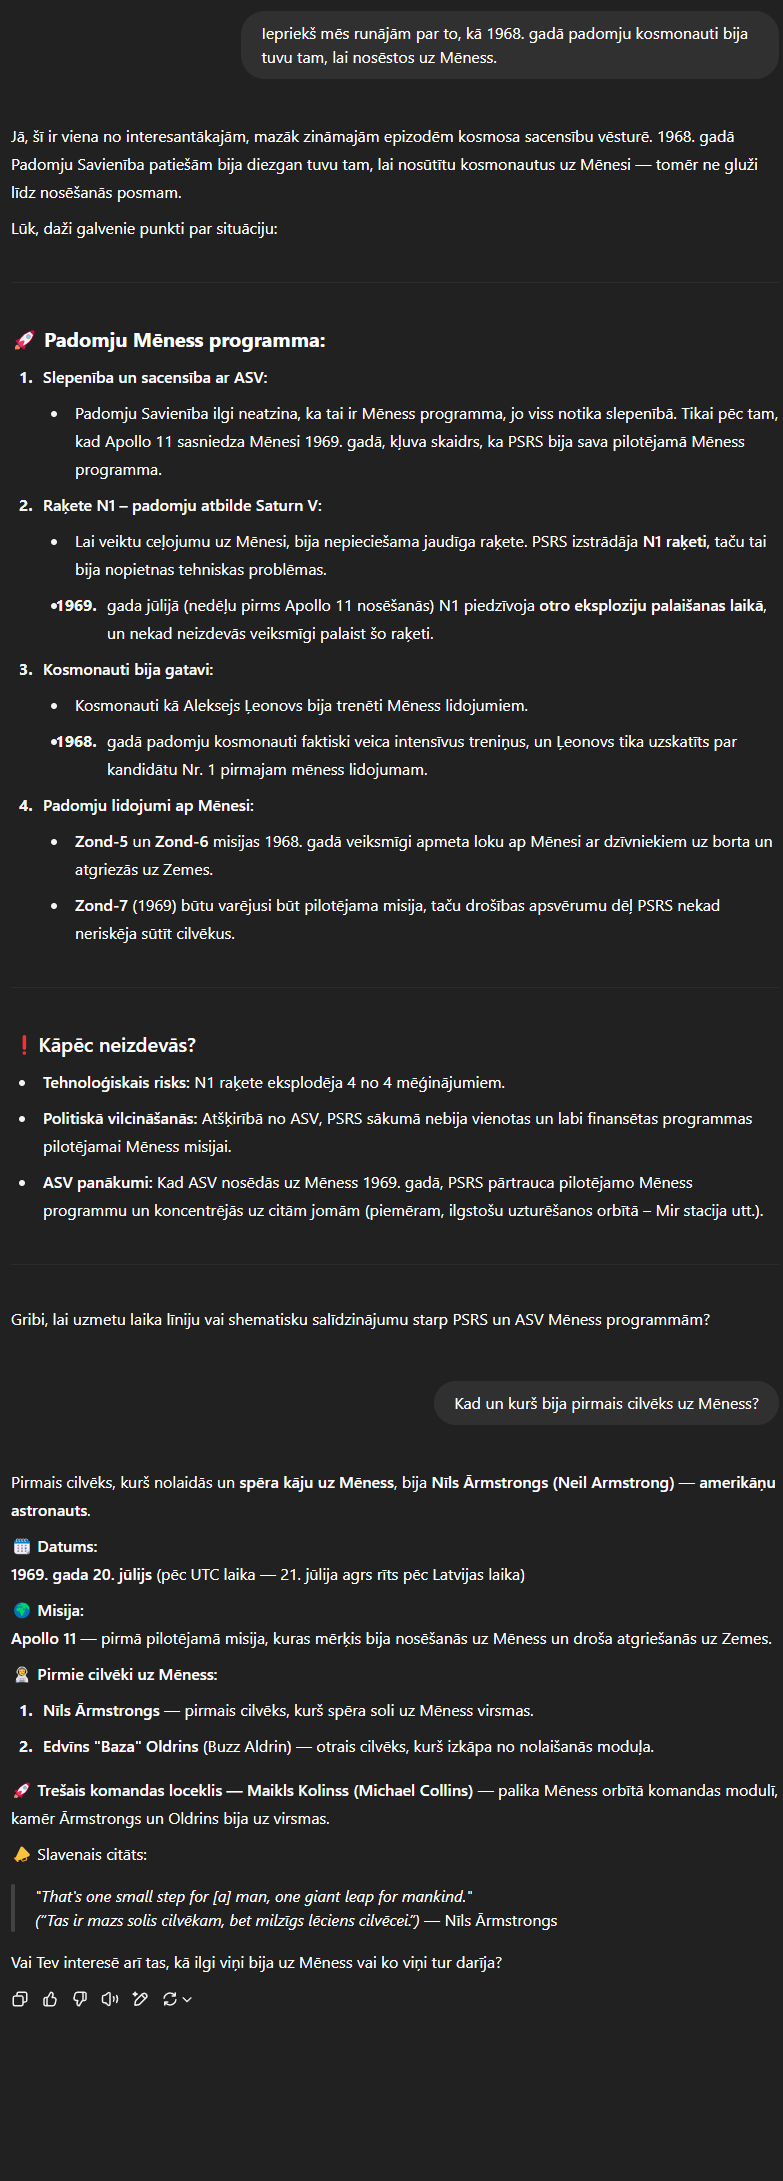 Iepriekš mēs runājām par to, kā 1968. gadā padomju kosmonauti bija
tuvu tam, lai nosēstos uz Mēness.
Jā, šī ir viena no interesantākajām, mazāk zināmajām epizodēm kosmosa sacensību vēsturē. 1968. gadā
Padomju Savienība patiešām bija diezgan tuvu tam, lai nosūtītu kosmonautus uz Mēnesi — tomēr ne gluži
līdz nosēšanās posmam.
Lūk, daži galvenie punkti par situāciju:
🚀 Padomju Mēness programma:
1. Slepenība un sacensība ar ASV:
• Padomju Savienība ilgi neatzina, ka tai ir Mēness programma, jo viss notika slepenībā. Tikai pēc tam,
kad Apollo 11 sasniedza Mēnesi 1969. gadā, kļuva skaidrs, ka PSRS bija sava pilotējamā Mēness
programma.
2. Raķete N1 – padomju atbilde Saturn V:
• Lai veiktu ceļojumu uz Mēnesi, bija nepieciešama jaudīga raķete. PSRS izstrādāja N1 raķeti, taču tai
bija nopietnas tehniskas problēmas.
•1969. gada jūlijā (nedēļu pirms Apollo 11 nosēšanās) N1 piedzīvoja otro eksploziju palaišanas laikā,
un nekad neizdevās veiksmīgi palaist šo raķeti.
3. Kosmonauti bija gatavi:
• Kosmonauti kā Aleksejs Ļeonovs bija trenēti Mēness lidojumiem.
•1968. gadā padomju kosmonauti faktiski veica intensīvus treniņus, un Ļeonovs tika uzskatīts par
kandidātu Nr. 1 pirmajam mēness lidojumam.
4. Padomju lidojumi ap Mēnesi:
• Zond-5 un Zond-6 misijas 1968. gadā veiksmīgi apmeta loku ap Mēnesi ar dzīvniekiem uz borta un
atgriezās uz Zemes.
• Zond-7 (1969) būtu varējusi būt pilotējama misija, taču drošības apsvērumu dēļ PSRS nekad
neriskēja sūtīt cilvēkus.
❗ Kāpēc neizdevās?
• Tehnoloģiskais risks: N1 raķete eksplodēja 4 no 4 mēģinājumiem.
• Politiskā vilcināšanās: Atšķirībā no ASV, PSRS sākumā nebija vienotas un labi finansētas programmas
pilotējamai Mēness misijai.
• ASV panākumi: Kad ASV nosēdās uz Mēness 1969. gadā, PSRS pārtrauca pilotējamo Mēness
programmu un koncentrējās uz citām jomām (piemēram, ilgstošu uzturēšanos orbītā – Mir stacija utt.).
Gribi, lai uzmetu laika līniju vai shematisku salīdzinājumu starp PSRS un ASV Mēness programmām?
Kad un kurš bija pirmais cilvēks uz Mēness?
Pirmais cilvēks, kurš nolaidās un spēra kāju uz Mēness, bija Nīls Ārmstrongs (Neil Armstrong) — amerikāņu
astronauts.
🗓️ Datums:
1969. gada 20. jūlijs (pēc UTC laika — 21. jūlija agrs rīts pēc Latvijas laika)
🌍 Misija:
Apollo 11 — pirmā pilotējamā misija, kuras mērķis bija nosēšanās uz Mēness un droša atgriešanās uz Zemes.
👨‍🚀 Pirmie cilvēki uz Mēness:
1. Nīls Ārmstrongs — pirmais cilvēks, kurš spēra soli uz Mēness virsmas.
2. Edvīns "Baza" Oldrins (Buzz Aldrin) — otrais cilvēks, kurš izkāpa no nolaišanās moduļa.
🚀 Trešais komandas loceklis — Maikls Kolinss (Michael Collins) — palika Mēness orbītā komandas modulī,
kamēr Ārmstrongs un Oldrins bija uz virsmas.
📣 Slavenais citāts:
"That's one small step for [a] man, one giant leap for mankind."
("Tas ir mazs solis cilvēkam, bet milzīgs lēciens cilvēcei.") — Nīls Ārmstrongs
Vai Tev interesē arī tas, kā ilgi viņi bija uz Mēness vai ko viņi tur darīja?